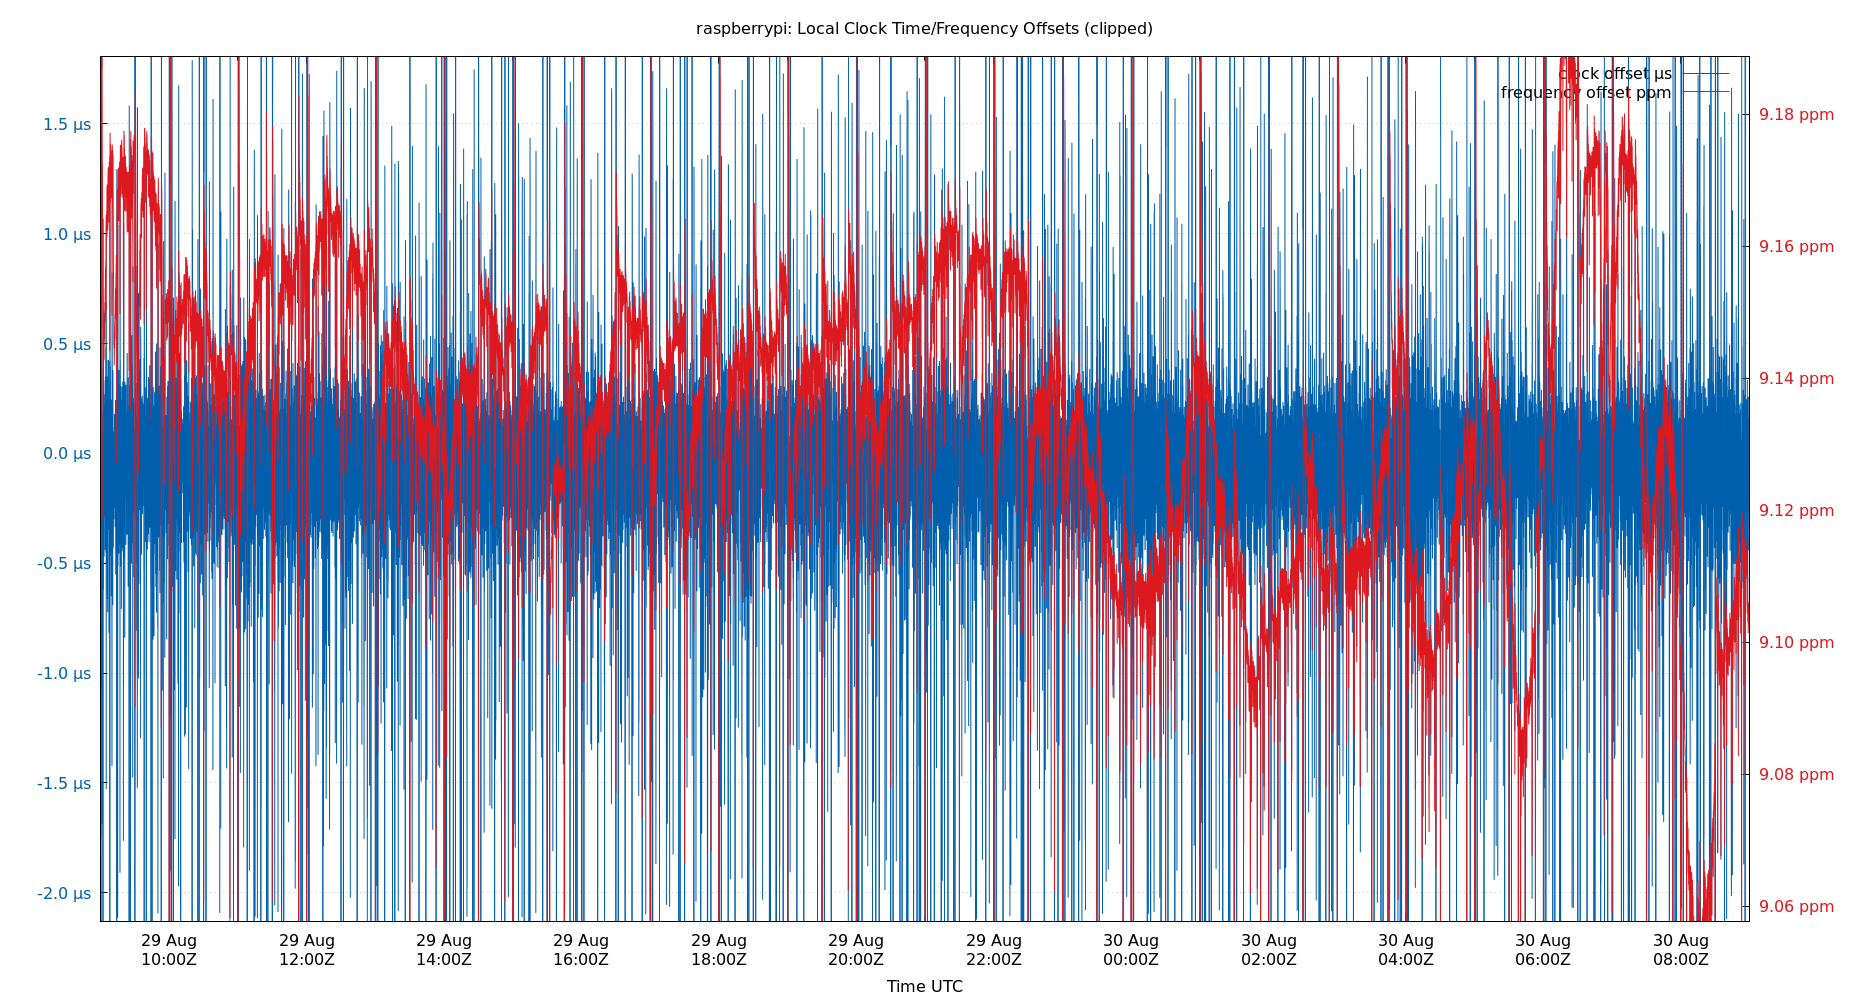 raspberrypi: Local Clock Time/Frequency Offsets (clipped)
clock offset µs
frequency offset ppm
1.5 µs
1.0 µs
0.5 µs
0.0 µs
-0.5 µs
-1.0 µs
-1.5 µs
-2.0 µs
9.18 ppm
9.16 ppm
9.14 ppm
9.12 ppm
9.10 ppm
9.08 ppm
9.06 ppm
29 Aug
10:00Z
29 Aug
12:00Z
29 Aug
14:00Z
29 Aug
16:00Z
29 Aug
18:00Z
29 Aug
20:00Z
29 Aug
22:00Z
30 Aug
00:00Z
30 Aug
02:00Z
30 Aug
04:00Z
30 Aug
06:00Z
30 Aug
08:00Z
Time UTC